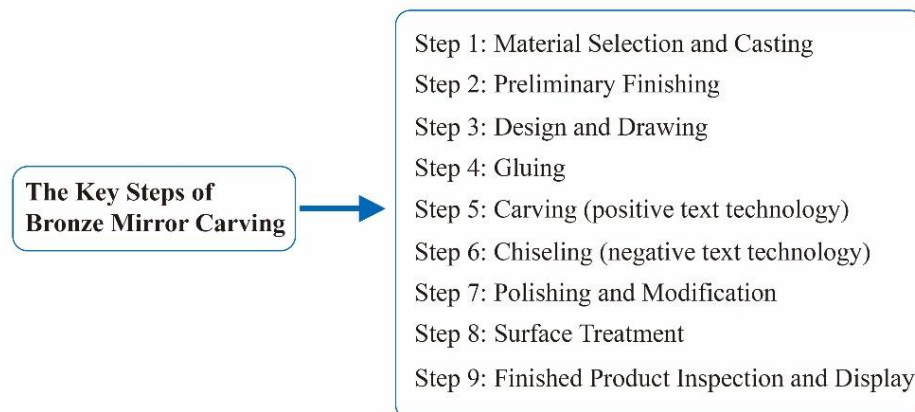 The Key Steps of
Bronze Mirror Carving
Step 1: Material Selection and Casting
Step 2: Preliminary Finishing
Step 3: Design and Drawing
Step 4: Gluing
Step 5: Carving (positive text technology)
Step 6: Chiseling (negative text technology)
Step 7: Polishing and Modification
Step 8: Surface Treatment
Step 9: Finished Product Inspection and Display